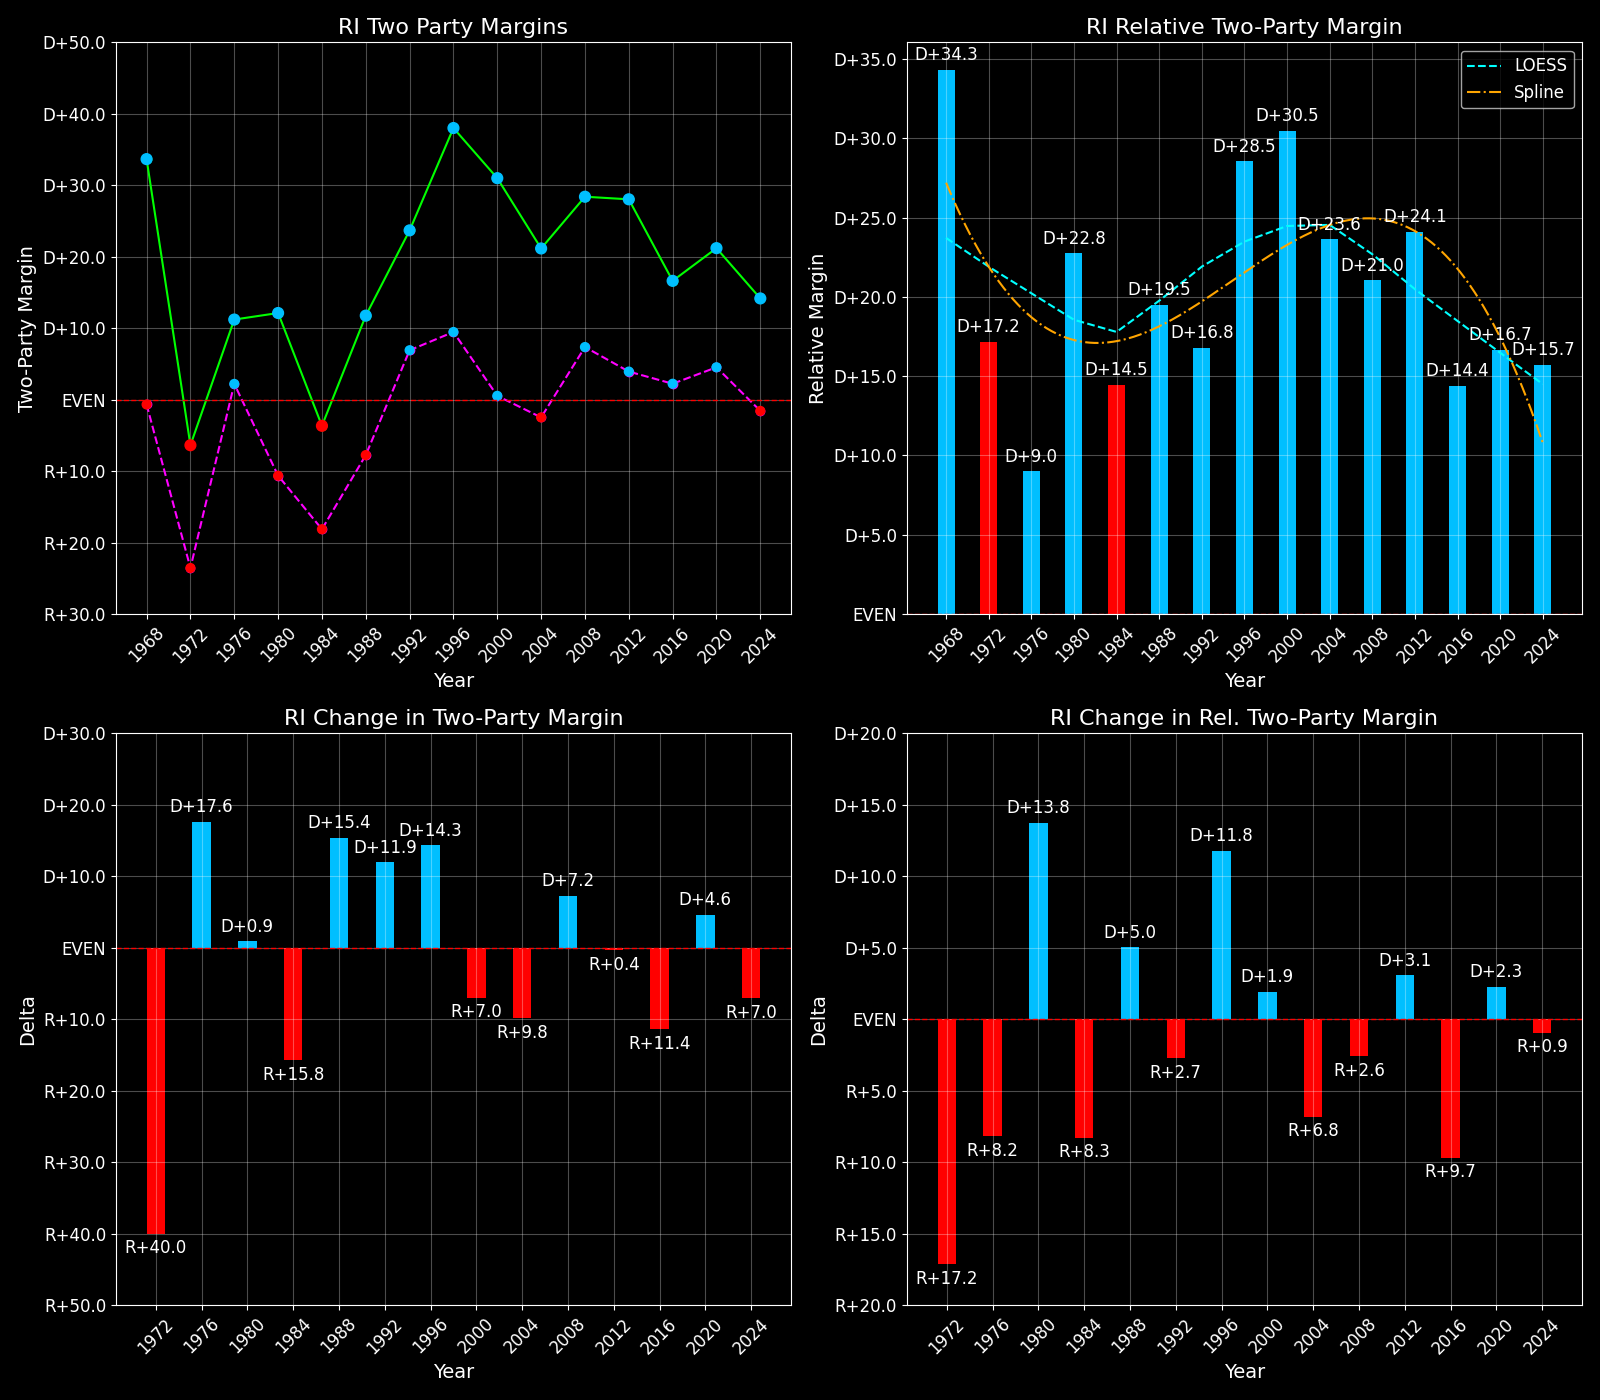 RI Two Party Margins
D+50.0
D+40.0
D+30.0
D+20.0
D+10.0
EVEN
R+10.0
R+20.0
R+30.0
Two-Party Margin
1968
1972
1976
1980
1984
1988
1992
1996
2000
2004
2008
2012
2016
2020
2024
Year
RI Relative Two-Party Margin
D+35.0
D+30.0
D+25.0
D+20.0
D+15.0
D+10.0
D+5.0
EVEN
Relative Margin
LOESS
Spline
D+34.3
D+17.2
D+9.0
D+22.8
D+14.5
D+19.5
D+16.8
D+28.5
D+30.5
D+23.6
D+21.0
D+24.1
D+14.4
D+16.7
D+15.7
1968
1972
1976
1980
1984
1988
1992
1996
2000
2004
2008
2012
2016
2020
2024
Year
RI Change in Two-Party Margin
D+30.0
D+20.0
D+10.0
EVEN
R+10.0
R+20.0
R+30.0
R+40.0
R+50.0
Delta
R+40.0
D+17.6
D+0.9
R+15.8
D+15.4
D+11.9
D+14.3
R+7.0
R+9.8
D+7.2
R+0.4
R+11.4
D+4.6
R+7.0
1972
1976
1980
1984
1988
1992
1996
2000
2004
2008
2012
2016
2020
2024
Year
RI Change in Rel. Two-Party Margin
D+20.0
D+15.0
D+10.0
D+5.0
EVEN
R+5.0
R+10.0
R+15.0
R+20.0
Delta
R+17.2
R+8.2
D+13.8
R+8.3
D+5.0
R+2.7
D+11.8
D+1.9
R+6.8
R+2.6
D+3.1
R+9.7
D+2.3
R+0.9
1972
1976
1980
1984
1988
1992
1996
2000
2004
2008
2012
2016
2020
2024
Year